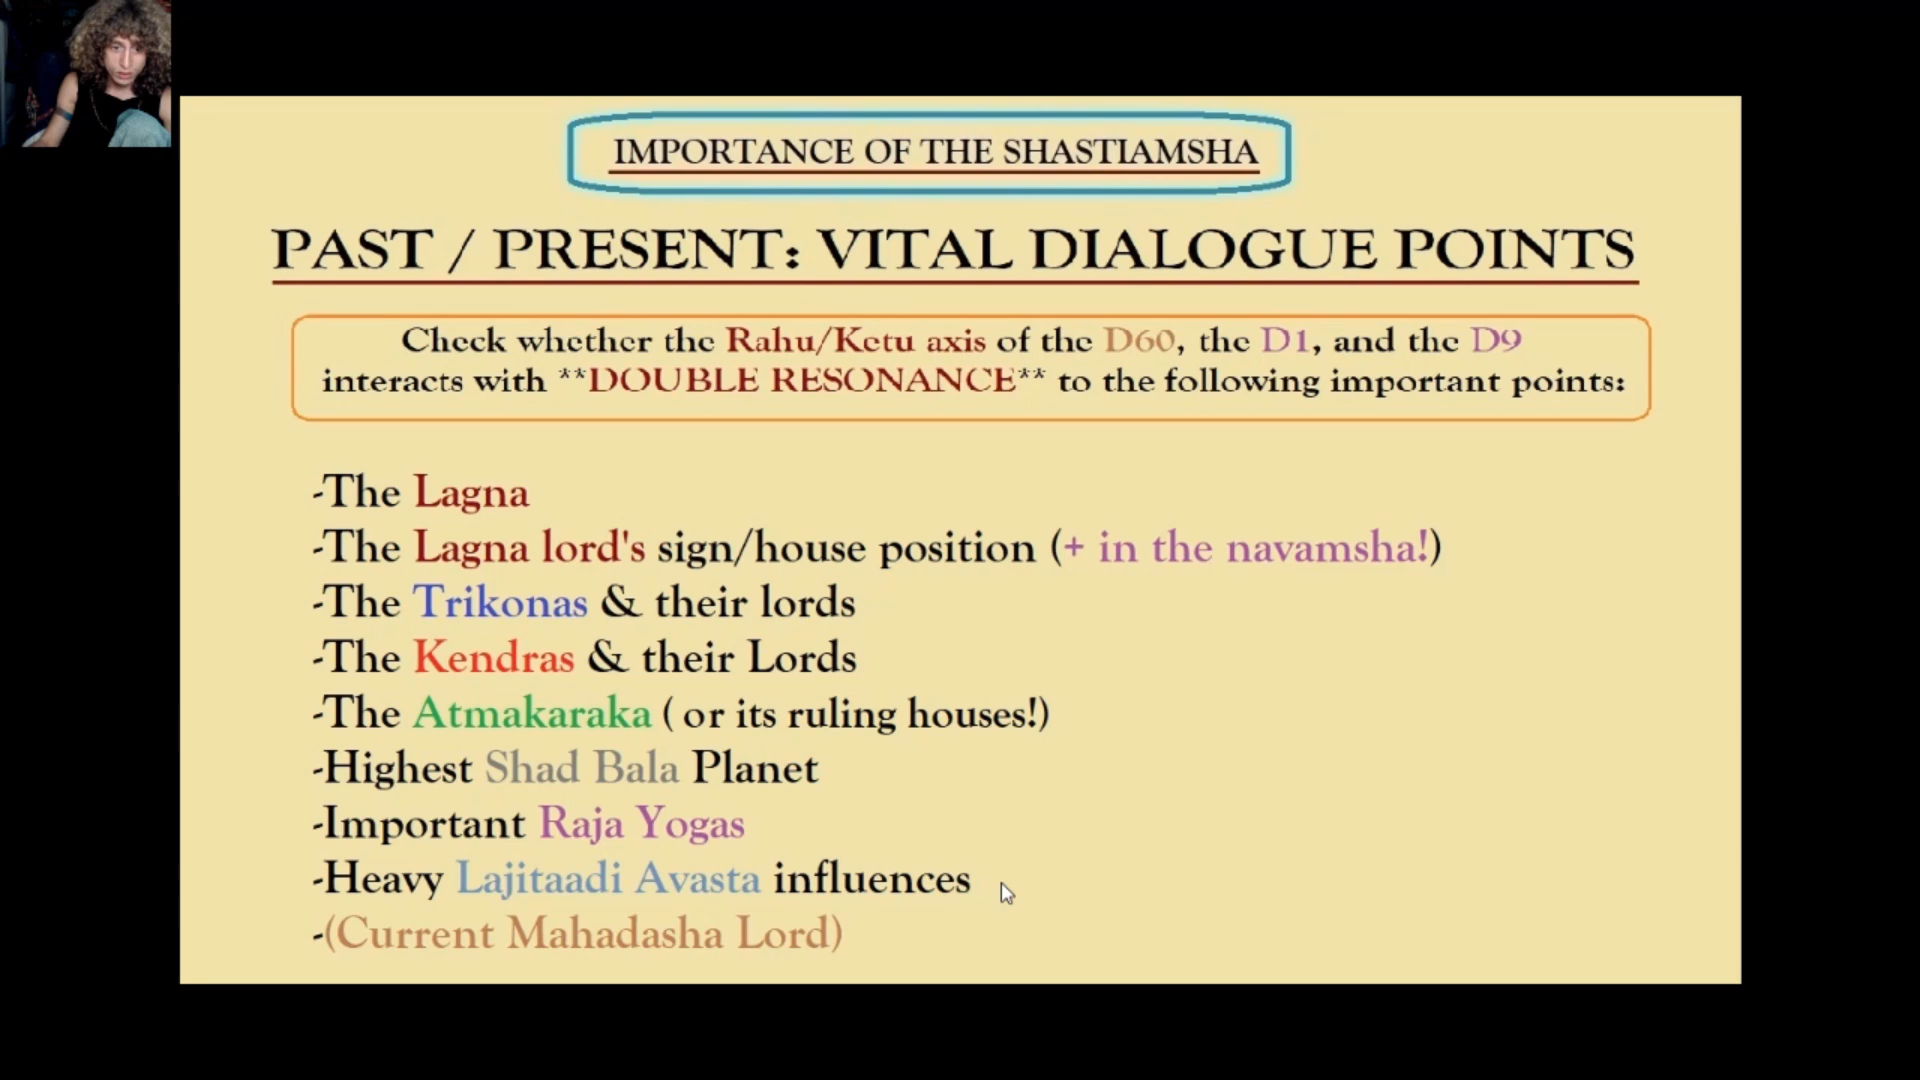 IMPORTANCE OF THE SHASTIAMSHA
PAST / PRESENT: VITAL DIALOGUE POINTS
Check whether the Rahu/Ketu axis of the D60, the D1, and the D9
interacts with **DOUBLE RESONANCE** to the following important points:
-The Lagna
-The Lagna lord's sign/house position (+ in the navamsha!)
-The Trikonas & their lords
-The Kendras & their Lords
-The Atmakaraka ( or its ruling houses!)
-Highest Shad Bala Planet
-Important Raja Yogas
-Heavy Lajitaadi Avasta influences
-(Current Mahadasha Lord)